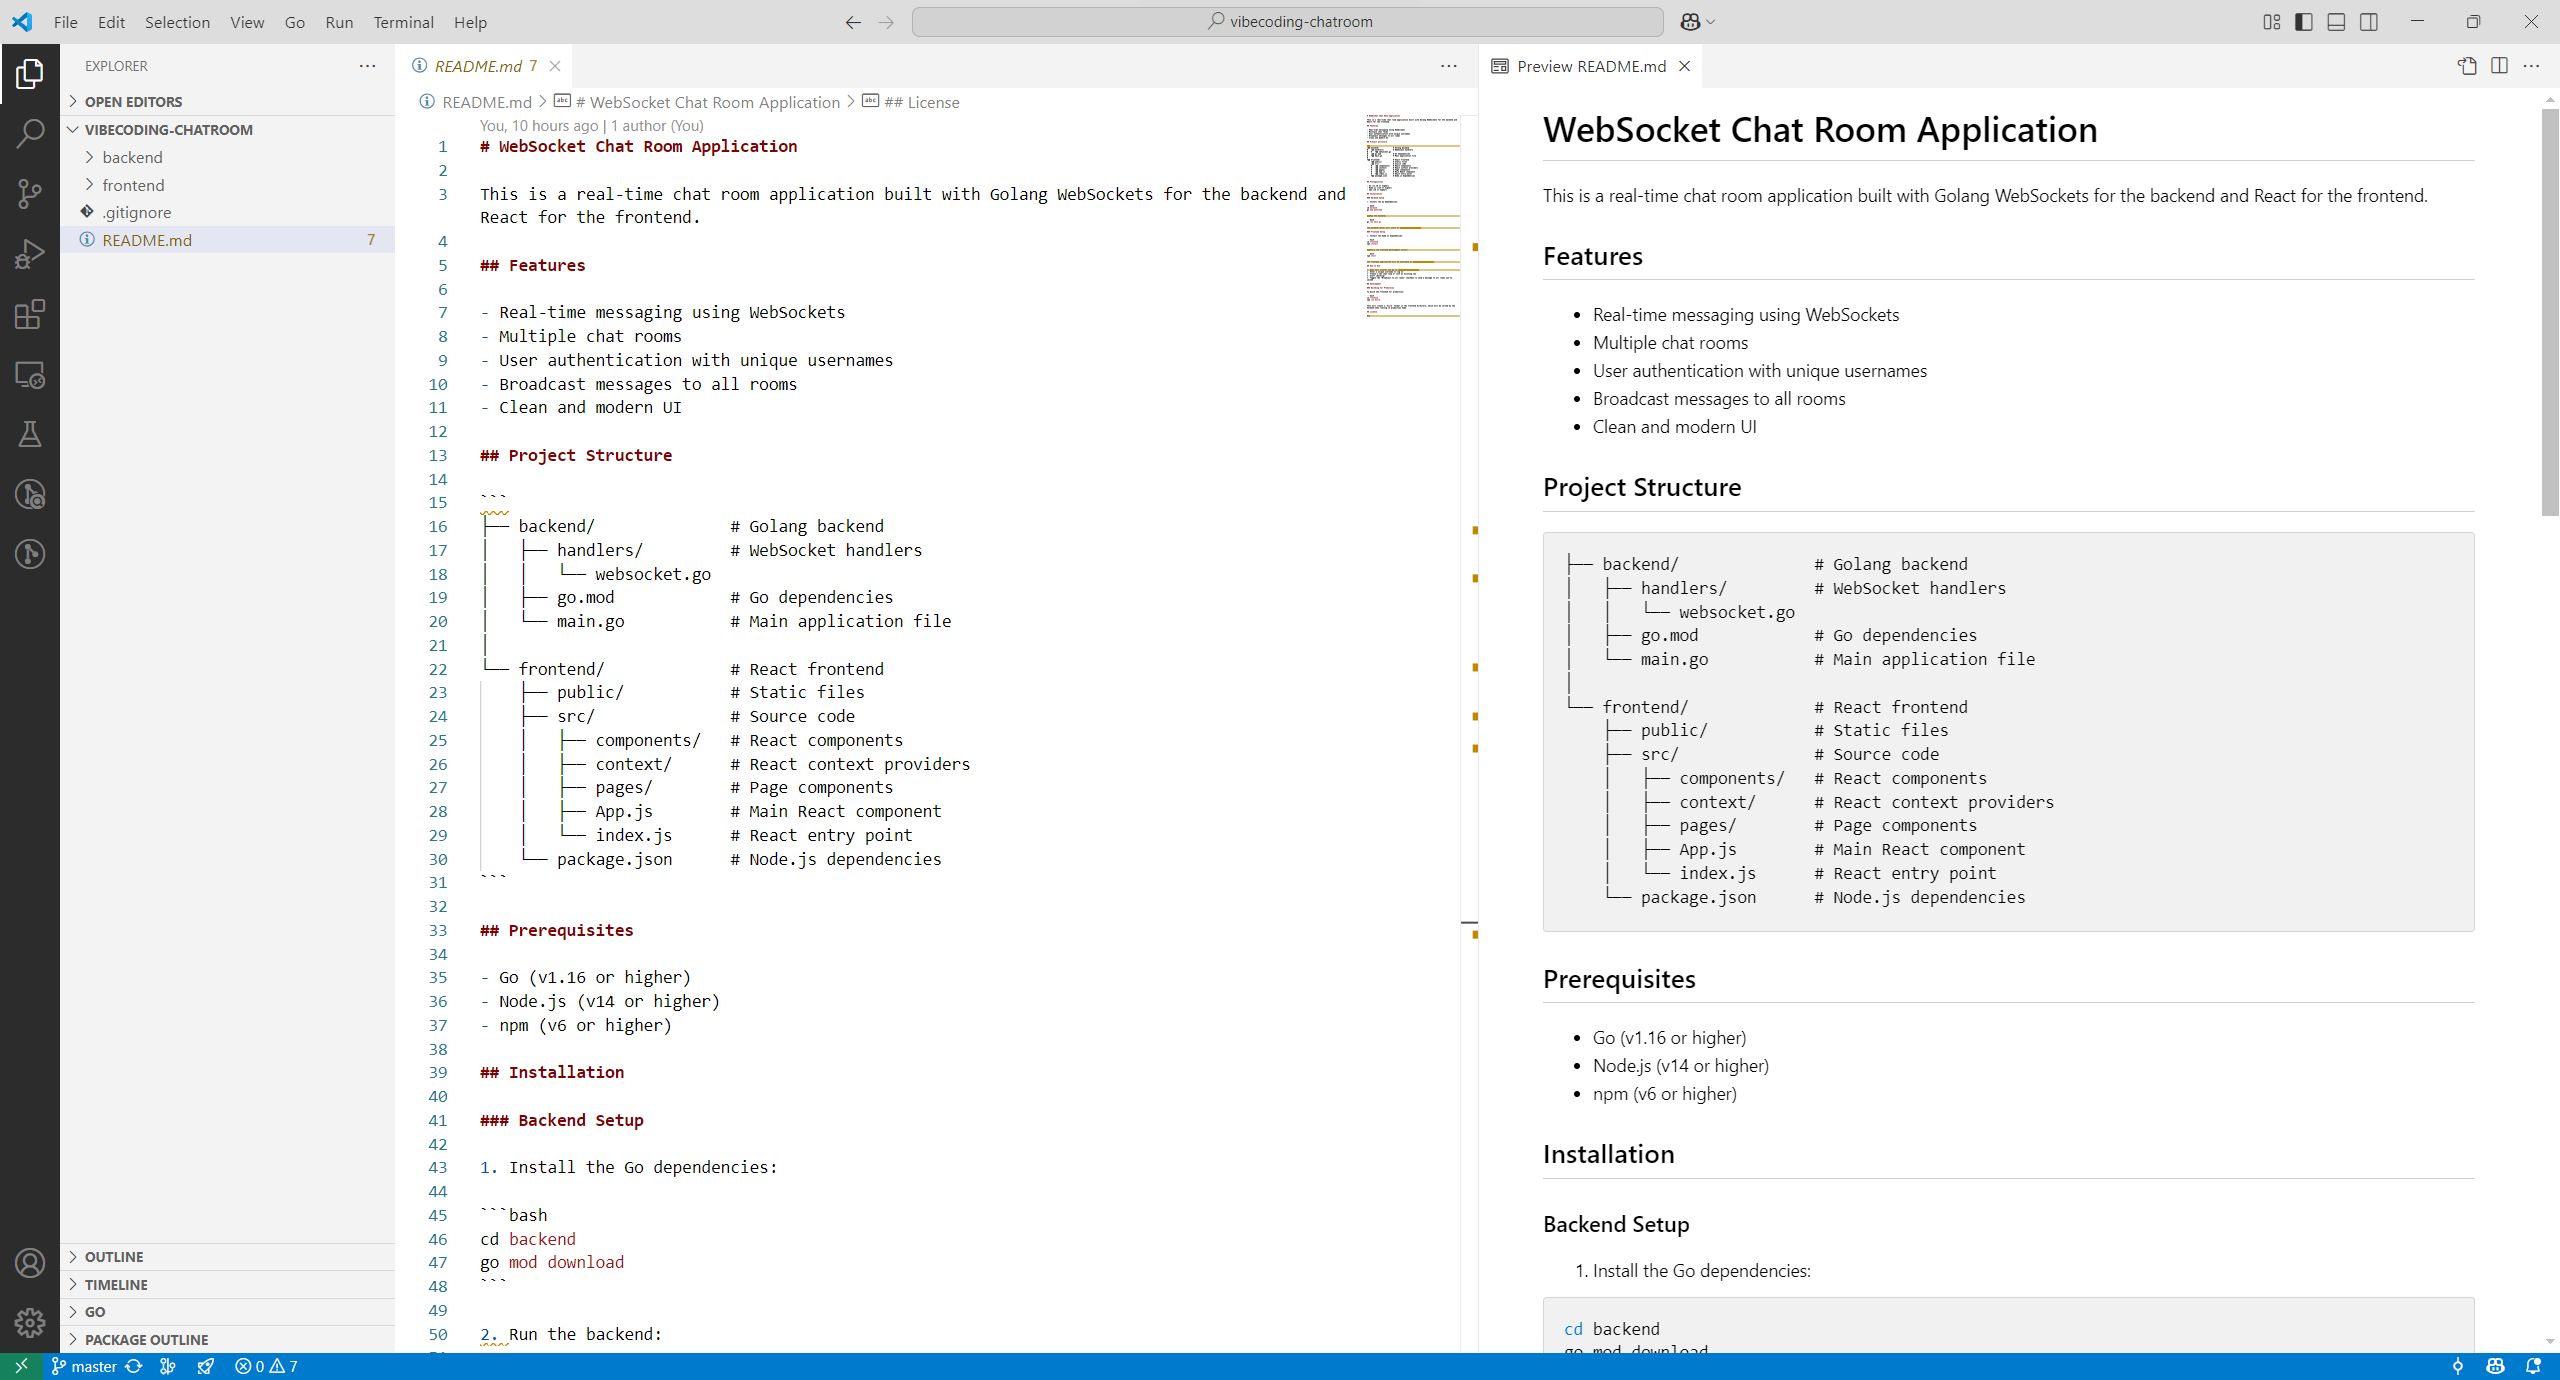 File Edit Selection View Go Run Terminal Help
vibecoding-chatroom
EXPLORER
OPEN EDITORS
VIBECODING-CHATROOM
backend
frontend
.gitignore
README.md 7
OUTLINE
TIMELINE
GO
PACKAGE OUTLINE
README.md 7
README.md > # WebSocket Chat Room Application > ## License
You, 10 hours ago | 1 author (You)
1 # WebSocket Chat Room Application
2
3 This is a real-time chat room application built with Golang WebSockets for the backend and
React for the frontend.
4
5 ## Features
6
7 - Real-time messaging using WebSockets
8 - Multiple chat rooms
9 - User authentication with unique usernames
10 - Broadcast messages to all rooms
11 - Clean and modern UI
12
13 ## Project Structure
14
15 ```
16 ├── backend/ # Golang backend
17 │ ├── handlers/ # WebSocket handlers
18 │ │ └── websocket.go
19 │ ├── go.mod # Go dependencies
20 │ └── main.go # Main application file
21 │
22 └── frontend/ # React frontend
23 ├── public/ # Static files
24 ├── src/ # Source code
25 │ ├── components/ # React components
26 │ ├── context/ # React context providers
27 │ ├── pages/ # Page components
28 │ ├── App.js # Main React component
29 │ └── index.js # React entry point
30 └── package.json # Node.js dependencies
31 ```
32
33 ## Prerequisites
34
35 - Go (v1.16 or higher)
36 - Node.js (v14 or higher)
37 - npm (v6 or higher)
38
39 ## Installation
40
41 ### Backend Setup
42
43 1. Install the Go dependencies:
44
45 ```bash
46 cd backend
47 go mod download
48 ```
49
50 2. Run the backend:
Preview README.md
WebSocket Chat Room Application
This is a real-time chat room application built with Golang WebSockets for the backend and React for the frontend.
Features
• Real-time messaging using WebSockets
• Multiple chat rooms
• User authentication with unique usernames
• Broadcast messages to all rooms
• Clean and modern UI
Project Structure
├── backend/ # Golang backend
│ ├── handlers/ # WebSocket handlers
│ │ └── websocket.go
│ ├── go.mod # Go dependencies
│ └── main.go # Main application file
│
└── frontend/ # React frontend
├── public/ # Static files
├── src/ # Source code
│ ├── components/ # React components
│ ├── context/ # React context providers
│ ├── pages/ # Page components
│ ├── App.js # Main React component
│ └── index.js # React entry point
└── package.json # Node.js dependencies
Prerequisites
• Go (v1.16 or higher)
• Node.js (v14 or higher)
• npm (v6 or higher)
Installation
Backend Setup
1. Install the Go dependencies:
cd backend
go mod download
master 0 7